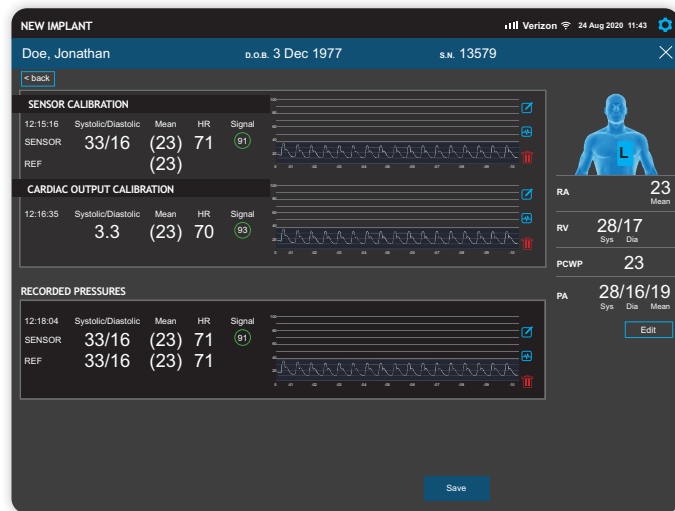 NEW IMPLANT
Verizon 24 Aug 2020 11:43
Doe, Jonathan D.O.B. 3 Dec 1977 S.N. 13579
< back
SENSOR CALIBRATION
12:15:16 Systolic/Diastolic Mean HR Signal
SENSOR 33/16 (23) 71 91
REF (23)
CARDIAC OUTPUT CALIBRATION
12:16:35 Systolic/Diastolic Mean HR Signal
3.3 (23) 70 93
RECORDED PRESSURES
12:18:04 Systolic/Diastolic Mean HR Signal
SENSOR 33/16 (23) 71 91
REF 33/16 (23) 71
L
RA 23
Mean
RV 28/17
Sys Dia
PCWP 23
PA 28/16/19
Sys Dia Mean
Edit
Save